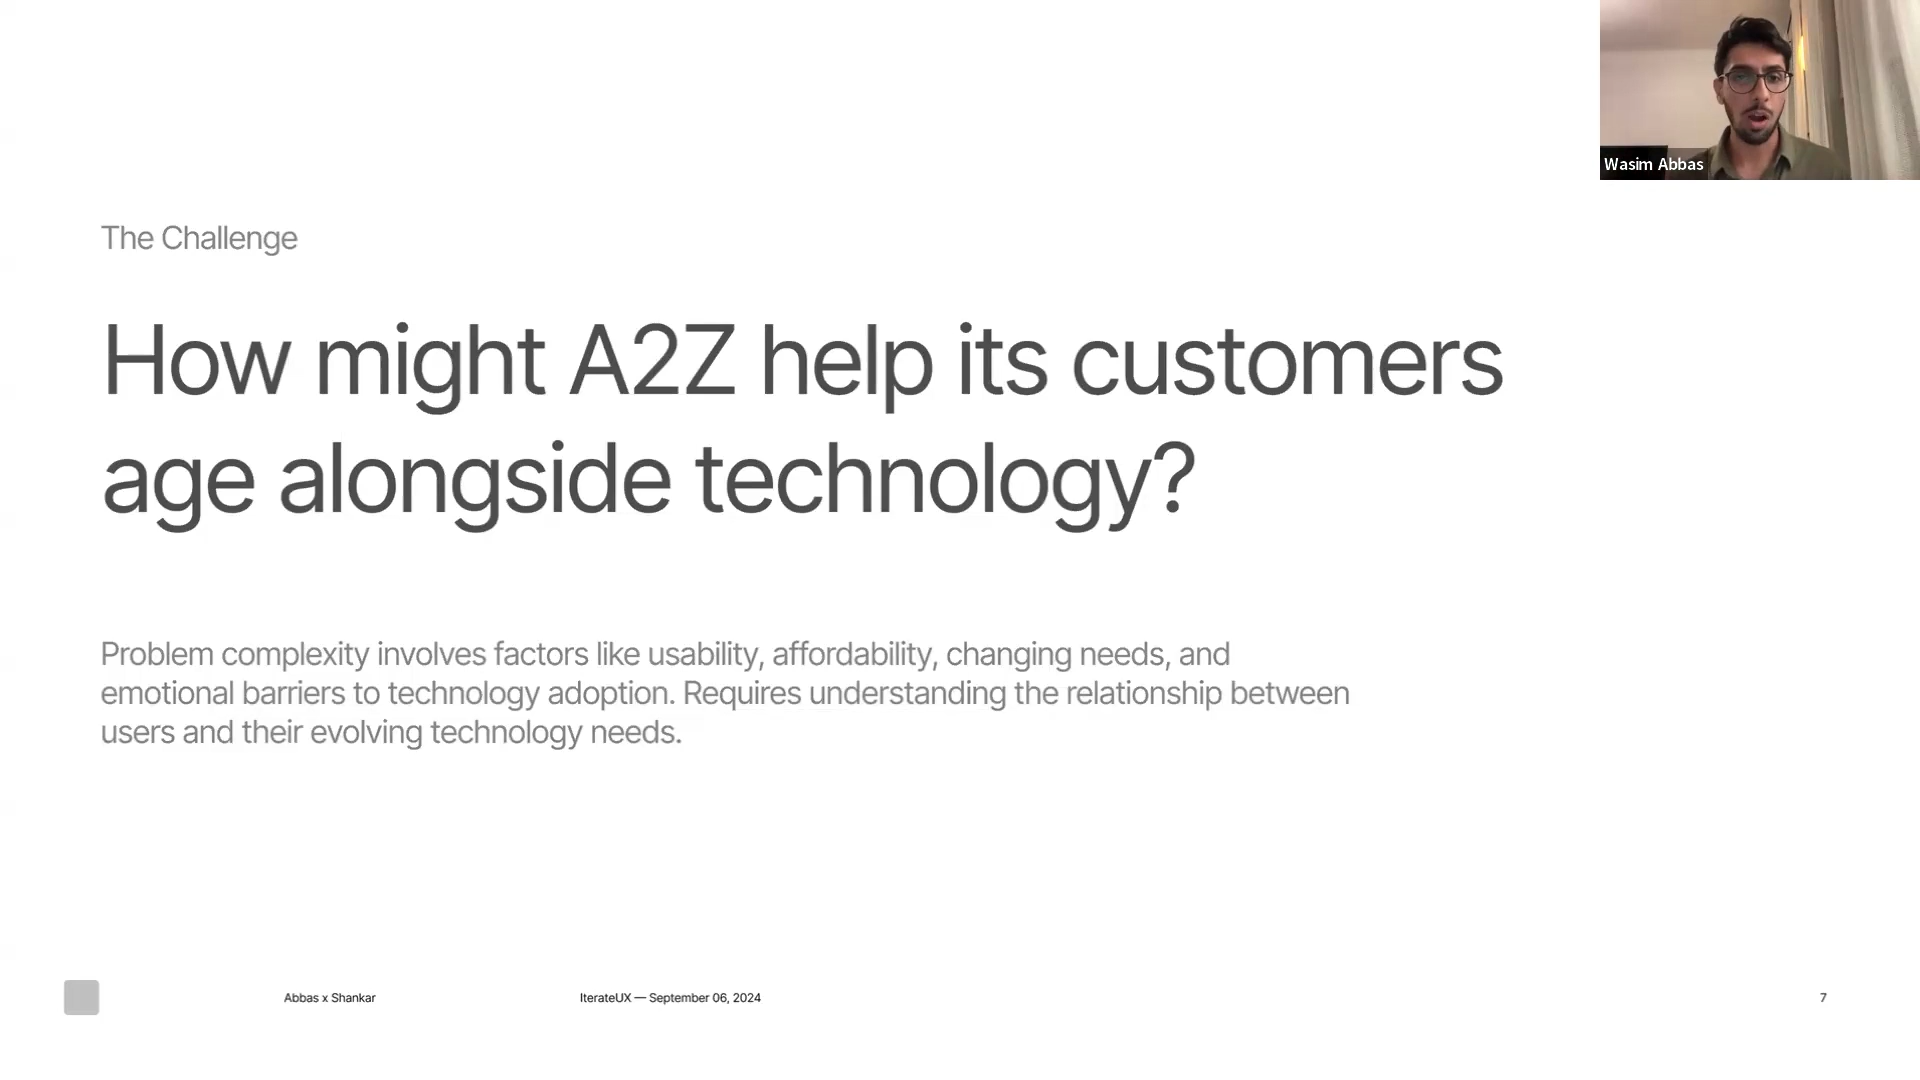 Wasim Abbas
The Challenge
How might A2Z help its customers
age alongside technology?
Problem complexity involves factors like usability, affordability, changing needs, and
emotional barriers to technology adoption. Requires understanding the relationship between
users and their evolving technology needs.
Abbas x Shankar
IterateUX — September 06, 2024
7